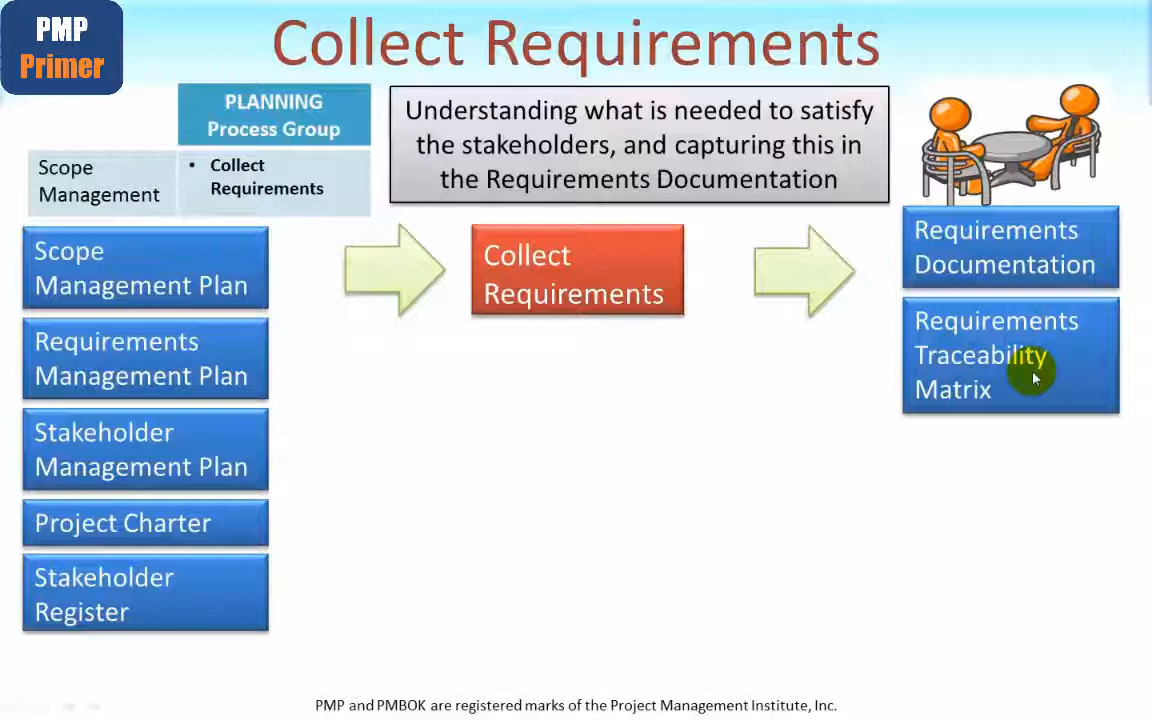 PMP
Primer
Collect Requirements
PLANNING
Process Group
Scope
Management
• Collect
Requirements
Understanding what is needed to satisfy
the stakeholders, and capturing this in
the Requirements Documentation
Scope
Management Plan
Requirements
Management Plan
Stakeholder
Management Plan
Project Charter
Stakeholder
Register
Collect
Requirements
Requirements
Documentation
Requirements
Traceability
Matrix
PMP and PMBOK are registered marks of the Project Management Institute, Inc.